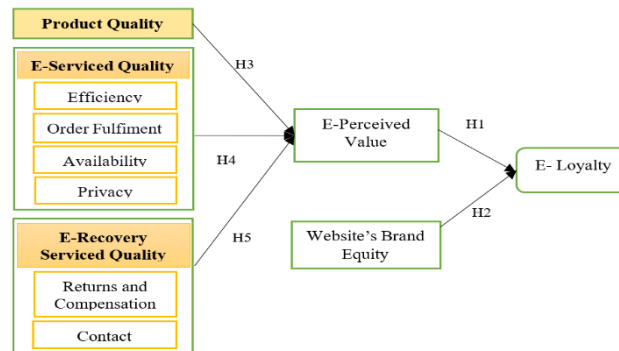 Product Quality
E-Serviced Quality
Efficiency
Order Fulfiment
Availability
Privacy
E-Recovery
Serviced Quality
Returns and
Compensation
Contact
H3
H4
H5
E-Perceived
Value
Website's Brand
Equity
H1
H2
E- Loyalty